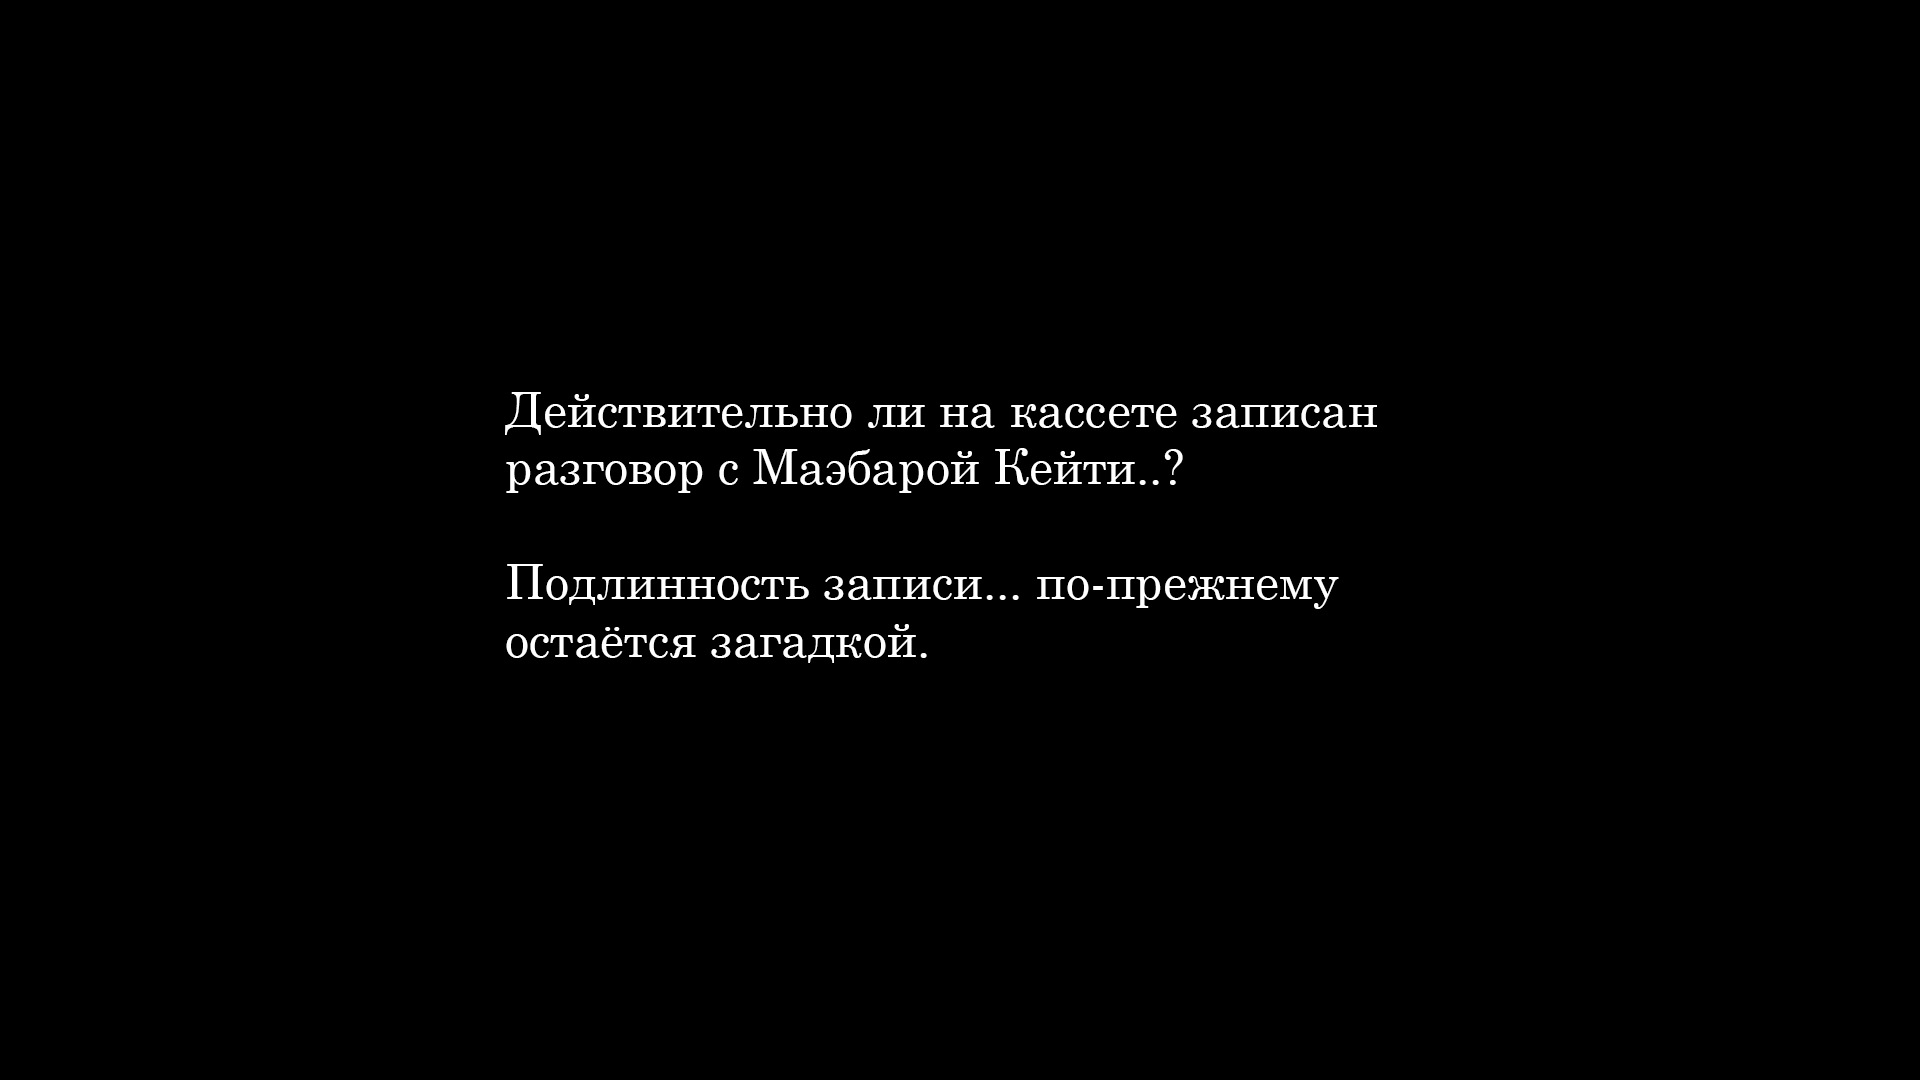 Действительно ли на кассете записан
разговор с Маэбарой Кейти..?
Подлинность записи... по-прежнему
остаётся загадкой.